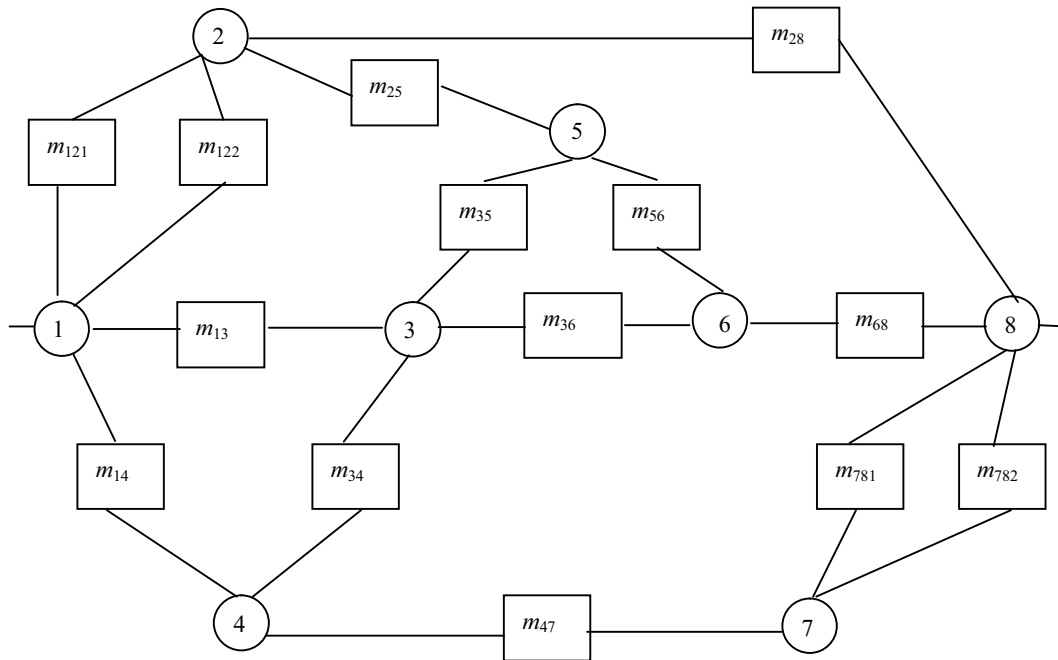 2
m₂₈
m₂₅
m₁₂₁
m₁₂₂
5
m₃₅
m₅₆
1
m₁₃
3
m₃₆
6
m₆₈
8
m₁₄
m₃₄
m₇₈₁
m₇₈₂
4
m₄₇
7